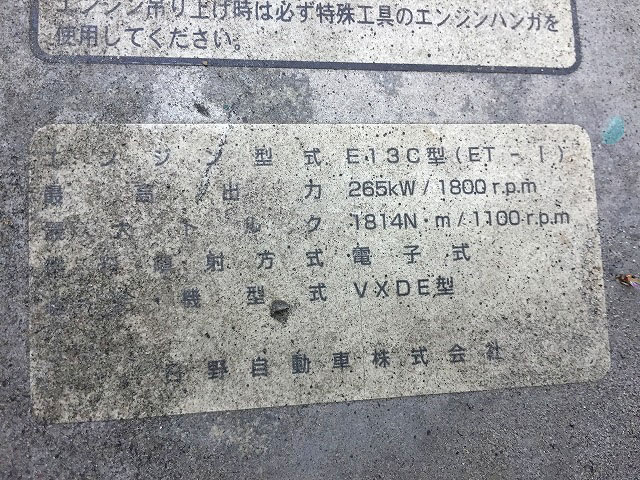 エンジン吊り上げ時は必ず特殊工具のエンジンハンガを
使用してください。
エンジン型式 E13C型(ET-I)
最高出力 265kW/1800r.p.m
最大トルク 1814N·m/1100r.p.m
噴射方式 電子式
機型式 VXDE型
日野自動車株式会社